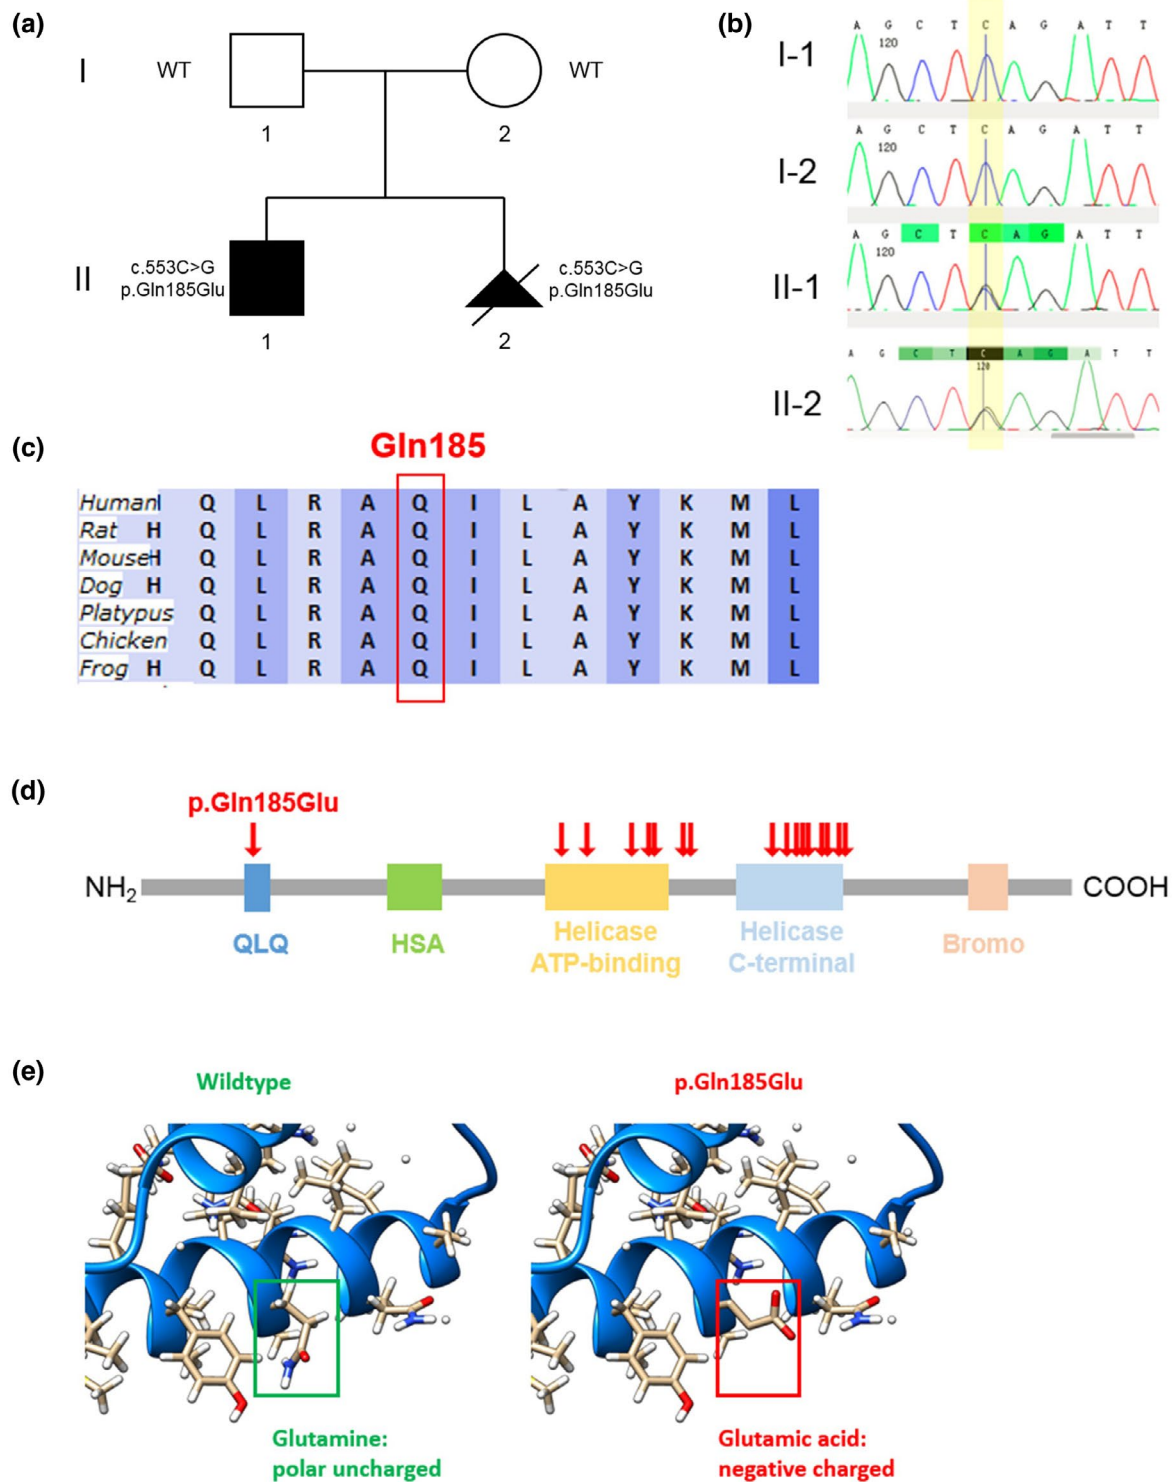 (a)
I
WT
WT
1
2
II
c.553C>G
p.Gln185Glu
c.553C>G
p.Gln185Glu
1
2
(b)
I-1
A G C T C A G A T T
120
I-2
A G C T C A G A T T
120
II-1
A G C T C A G A T T
120
II-2
A G C T C A G A T T
120
(c)
Gln185
Human H Q L R A Q I L A Y K M L
Rat H Q L R A Q I L A Y K M L
Mouse H Q L R A Q I L A Y K M L
Dog H Q L R A Q I L A Y K M L
Platypus Q L R A Q I L A Y K M L
Chicken Q L R A Q I L A Y K M L
Frog H Q L R A Q I L A Y K M L
(d)
p.Gln185Glu
NH2
COOH
QLQ
HSA
Helicase
ATP-binding
Helicase
C-terminal
Bromo
(e)
Wildtype
p.Gln185Glu
Glutamine:
polar uncharged
Glutamic acid:
negative charged